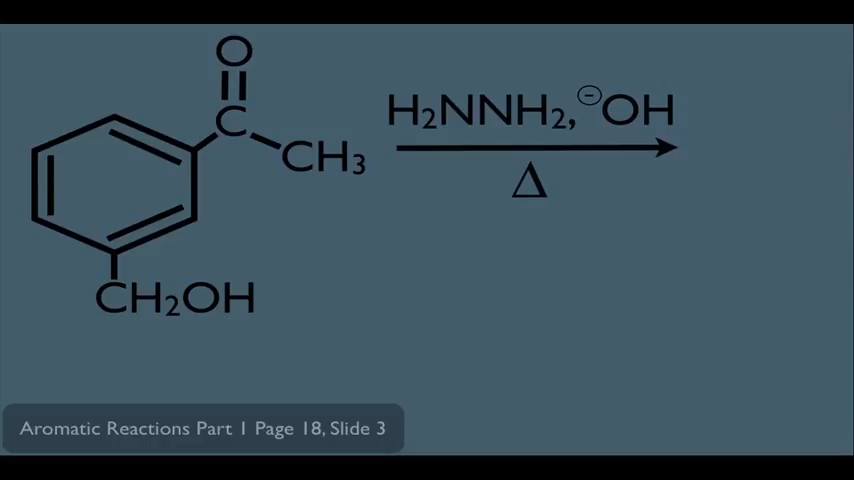 O
C
CH₃
H₂NNH₂, ⊖OH
Δ
CH₂OH
Aromatic Reactions Part 1 Page 18, Slide 3